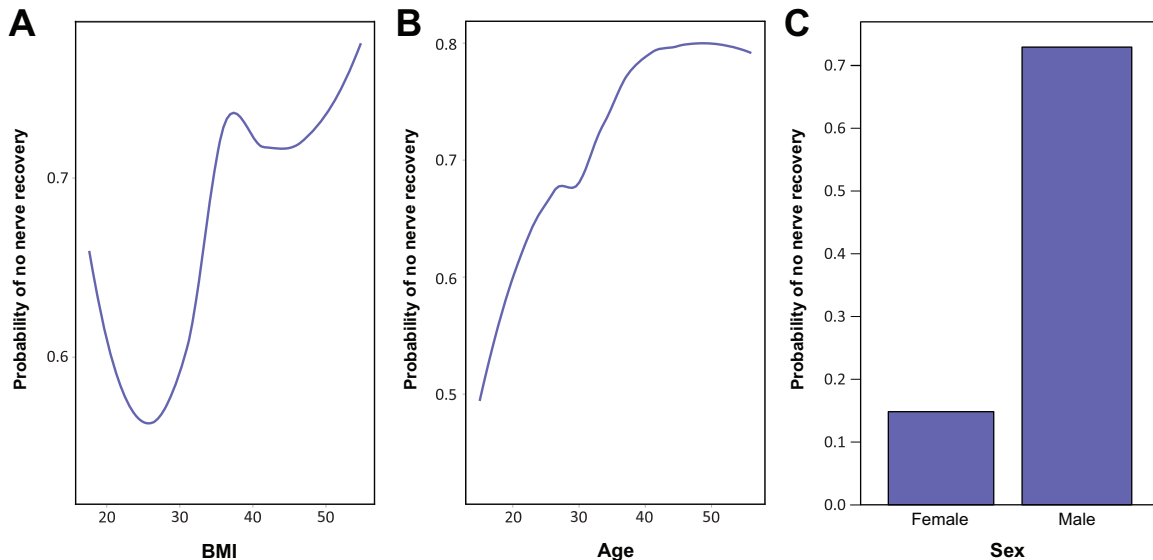 A
Probability of no nerve recovery
0.7
0.6
20 30 40 50
BMI
B
Probability of no nerve recovery
0.8
0.7
0.6
0.5
20 30 40 50
Age
C
Probability of no nerve recovery
0.7
0.6
0.5
0.4
0.3
0.2
0.1
0.0
Female Male
Sex